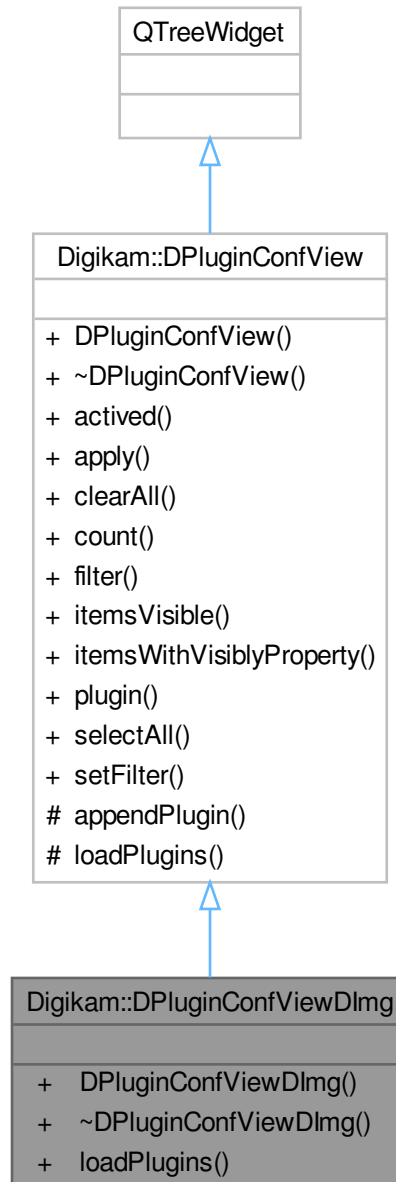 QTreeWidget
Digikam::DPluginConfView
+ DPluginConfView()
+ ~DPluginConfView()
+ actived()
+ apply()
+ clearAll()
+ count()
+ filter()
+ itemsVisible()
+ itemsWithVisiblyProperty()
+ plugin()
+ selectAll()
+ setFilter()
# appendPlugin()
# loadPlugins()
Digikam::DPluginConfViewDImg
+ DPluginConfViewDImg()
+ ~DPluginConfViewDImg()
+ loadPlugins()